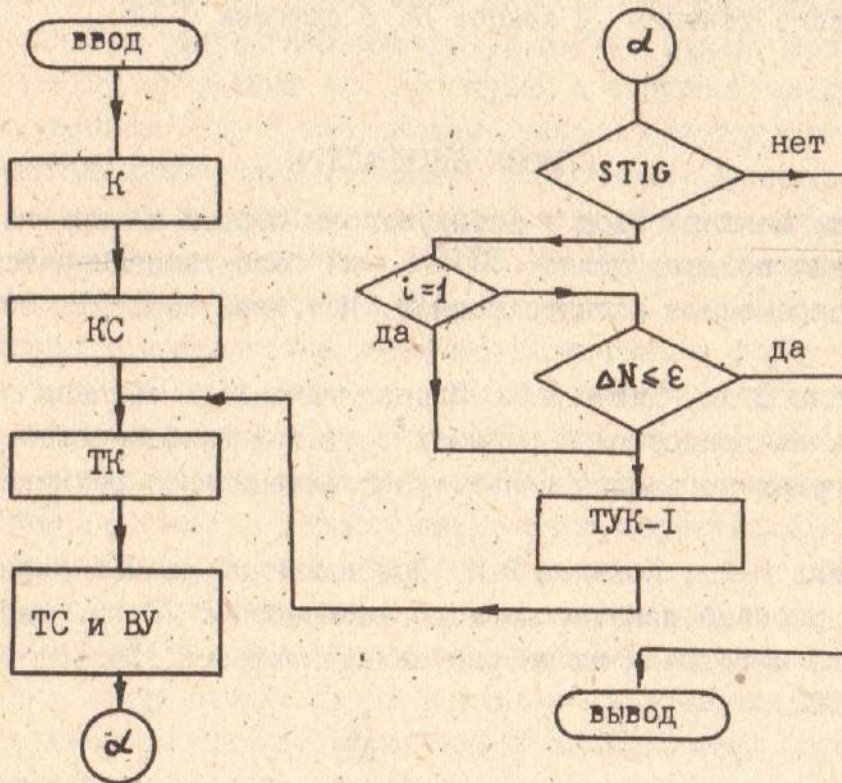 ввод
К
КС
ТК
ТС и ВУ
α
α
STIG
нет
i=1
да
ΔN≤ε
да
ТУК-I
вывод